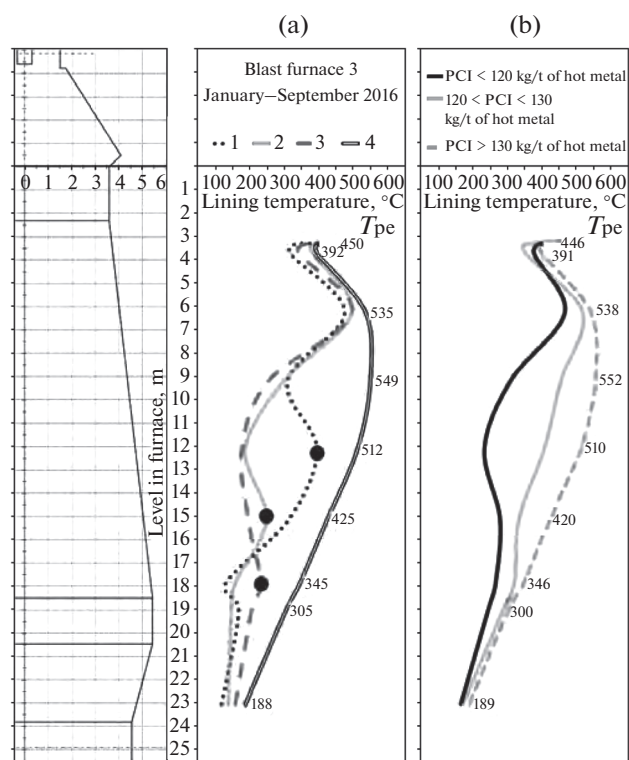 (a)
(b)
Blast furnace 3
January—September 2016
1 2 3 4
PCI < 120 kg/t of hot metal
120 < PCI < 130
kg/t of hot metal
PCI > 130 kg/t of hot metal
0 1 2 3 4 5 6
100 200 300 400 500 600
Lining temperature, °C
100 200 300 400 500 600
Lining temperature, °C
Level in furnace, m
1
2
3
4
5
6
7
8
9
10
11
12
13
14
15
16
17
18
19
20
21
22
23
24
25
Tpe
450
392
535
549
512
425
345
305
188
Tpe
446
391
538
552
510
420
346
300
189